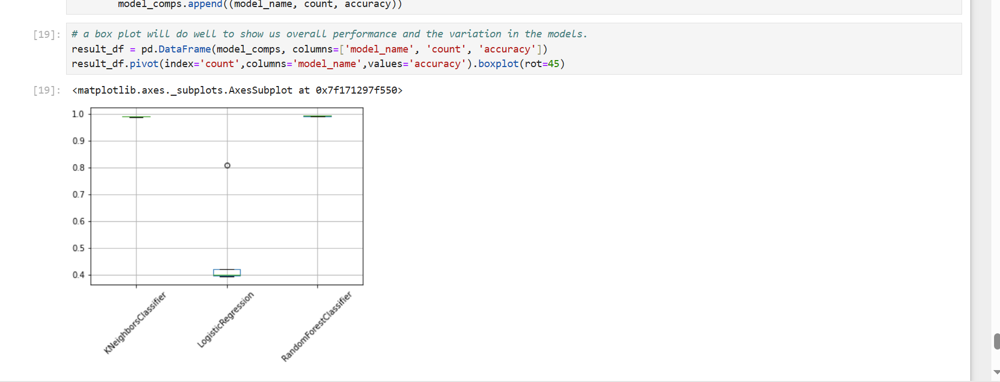 model_comps.append((model_name, count, accuracy))
[19]: # a box plot will do well to show us overall performance and the variation in the models.
result_df = pd.DataFrame(model_comps, columns=['model_name', 'count', 'accuracy'])
result_df.pivot(index='count',columns='model_name',values='accuracy').boxplot(rot=45)
[19]: <matplotlib.axes._subplots.AxesSubplot at 0x7f171297f550>
1.0
0.9
0.8
0.7
0.6
0.5
0.4
KNeighborsClassifier
LogisticRegression
RandomForestClassifier